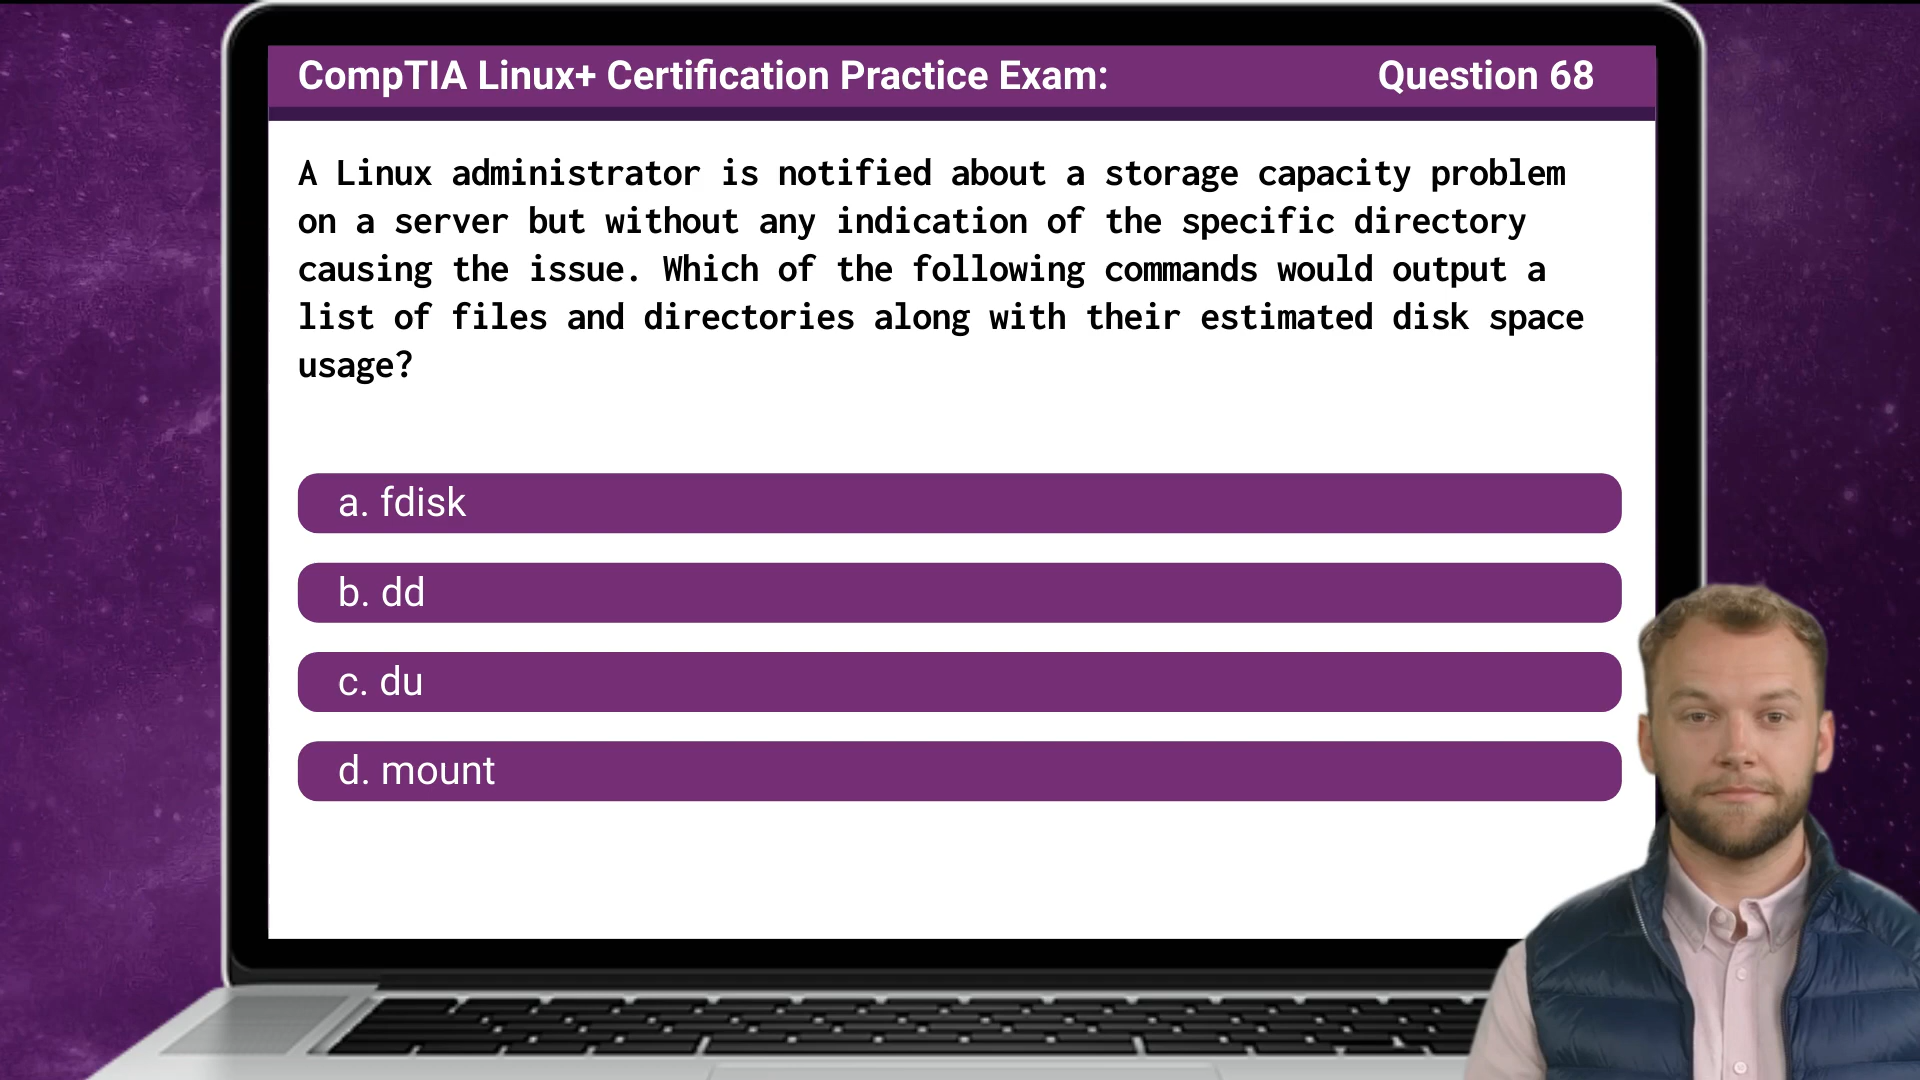 CompTIA Linux+ Certification Practice Exam: Question 68
A Linux administrator is notified about a storage capacity problem
on a server but without any indication of the specific directory
causing the issue. Which of the following commands would output a
list of files and directories along with their estimated disk space
usage?
a. fdisk
b. dd
c. du
d. mount